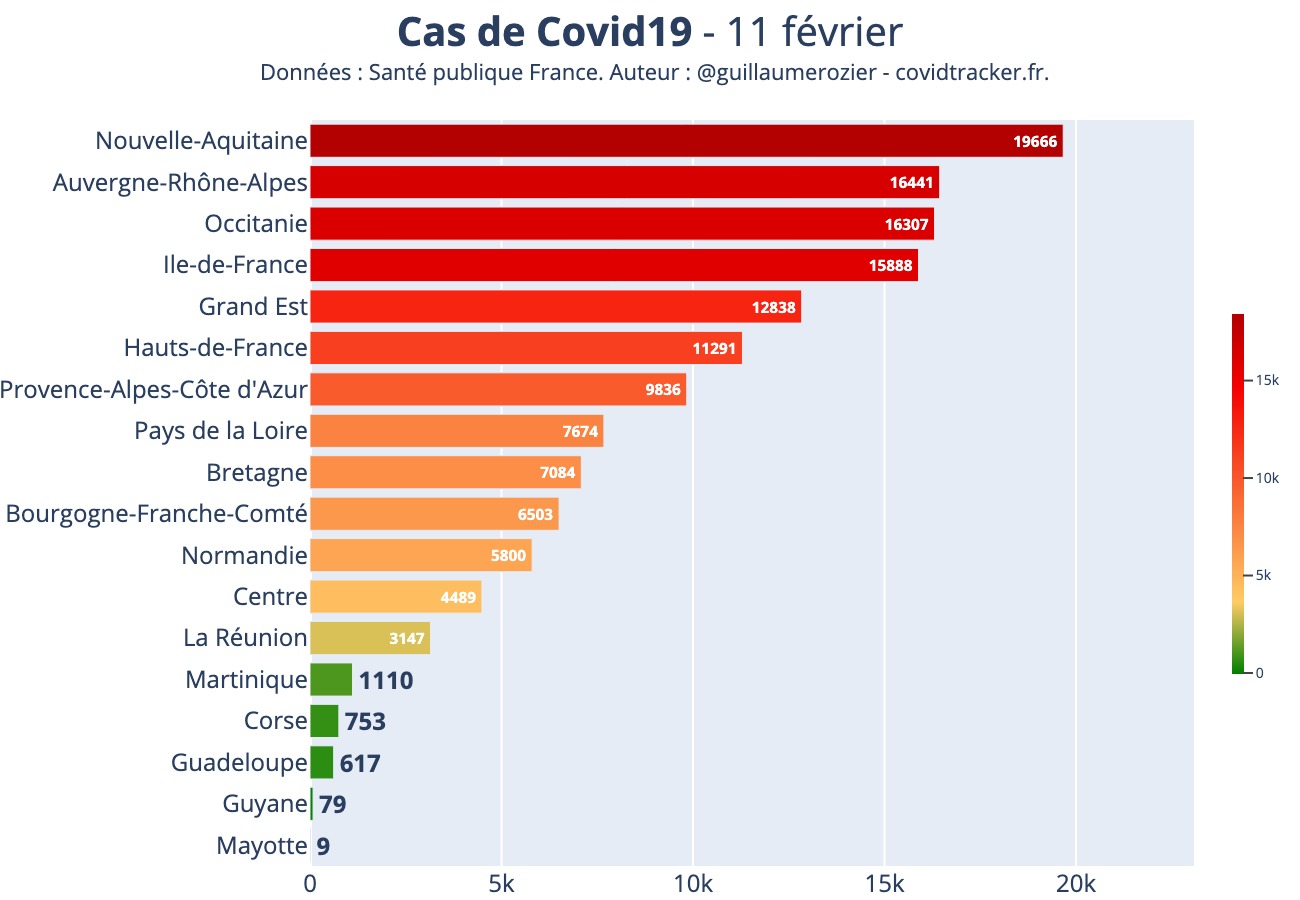 Cas de Covid19 - 11 février
Données : Santé publique France. Auteur : @guillaumerozier - covidtracker.fr.
Nouvelle-Aquitaine 19666
Auvergne-Rhône-Alpes 16441
Occitanie 16307
Ile-de-France 15888
Grand Est 12838
Hauts-de-France 11291
Provence-Alpes-Côte d'Azur 9836
Pays de la Loire 7674
Bretagne 7084
Bourgogne-Franche-Comté 6503
Normandie 5800
Centre 4489
La Réunion 3147
Martinique 1110
Corse 753
Guadeloupe 617
Guyane 79
Mayotte 9
0 5k 10k 15k 20k
15k
10k
5k
0